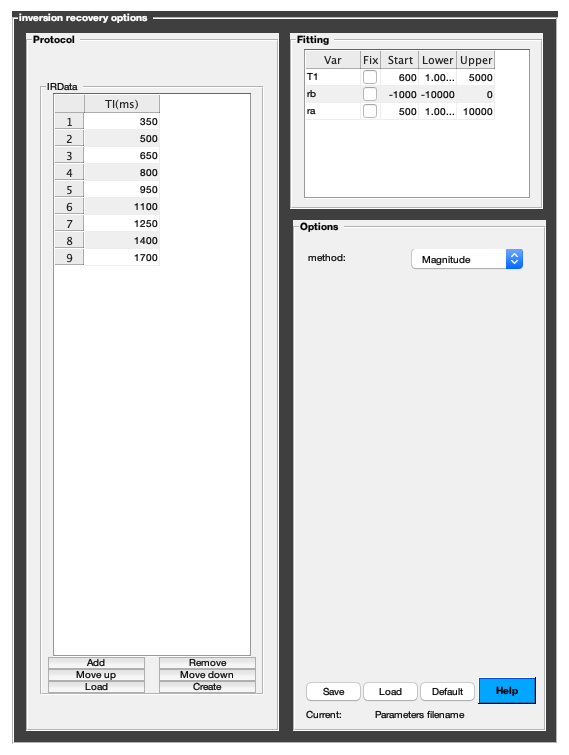 inversion recovery options
Protocol
IRData
TI(ms)
1 350
2 500
3 650
4 800
5 950
6 1100
7 1250
8 1400
9 1700
Add Remove
Move up Move down
Load Create
Fitting
Var Fix Start Lower Upper
T1 600 1.00... 5000
rb -1000 -10000 0
ra 500 1.00... 10000
Options
method: Magnitude
Save Load Default Help
Current: Parameters filename